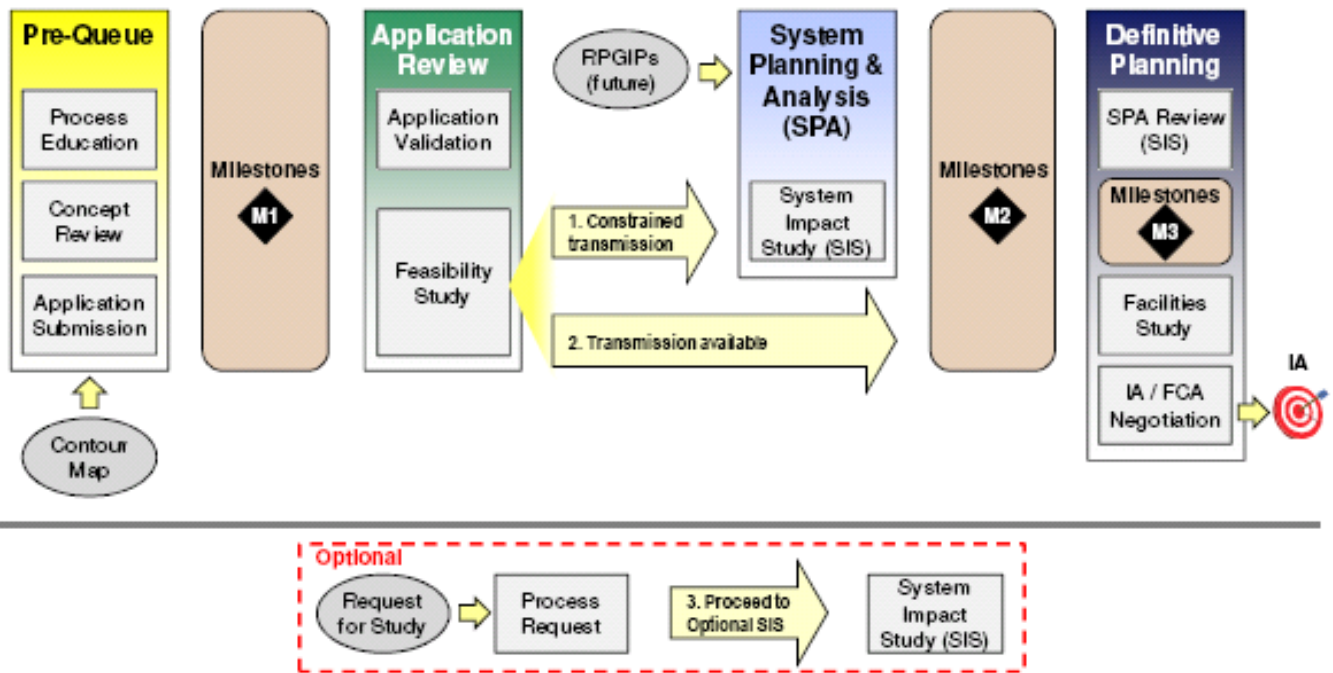 Pre-Queue
Process
Education
Concept
Review
Application
Submission
Contour
Map
Milestones
M1
Application
Review
Application
Validation
Feasibility
Study
1. Constrained
transmission
2. Transmission available
RPGIPs
(future)
System
Planning &
Analysis
(SPA)
System
Impact
Study (SIS)
Milestones
M2
Definitive
Planning
SPA Review
(SIS)
Milestones
M3
Facilities
Study
IA / FCA
Negotiation
IA
Optional
Request
for Study
Process
Request
3. Proceed to
Optional SIS
System
Impact
Study (SIS)